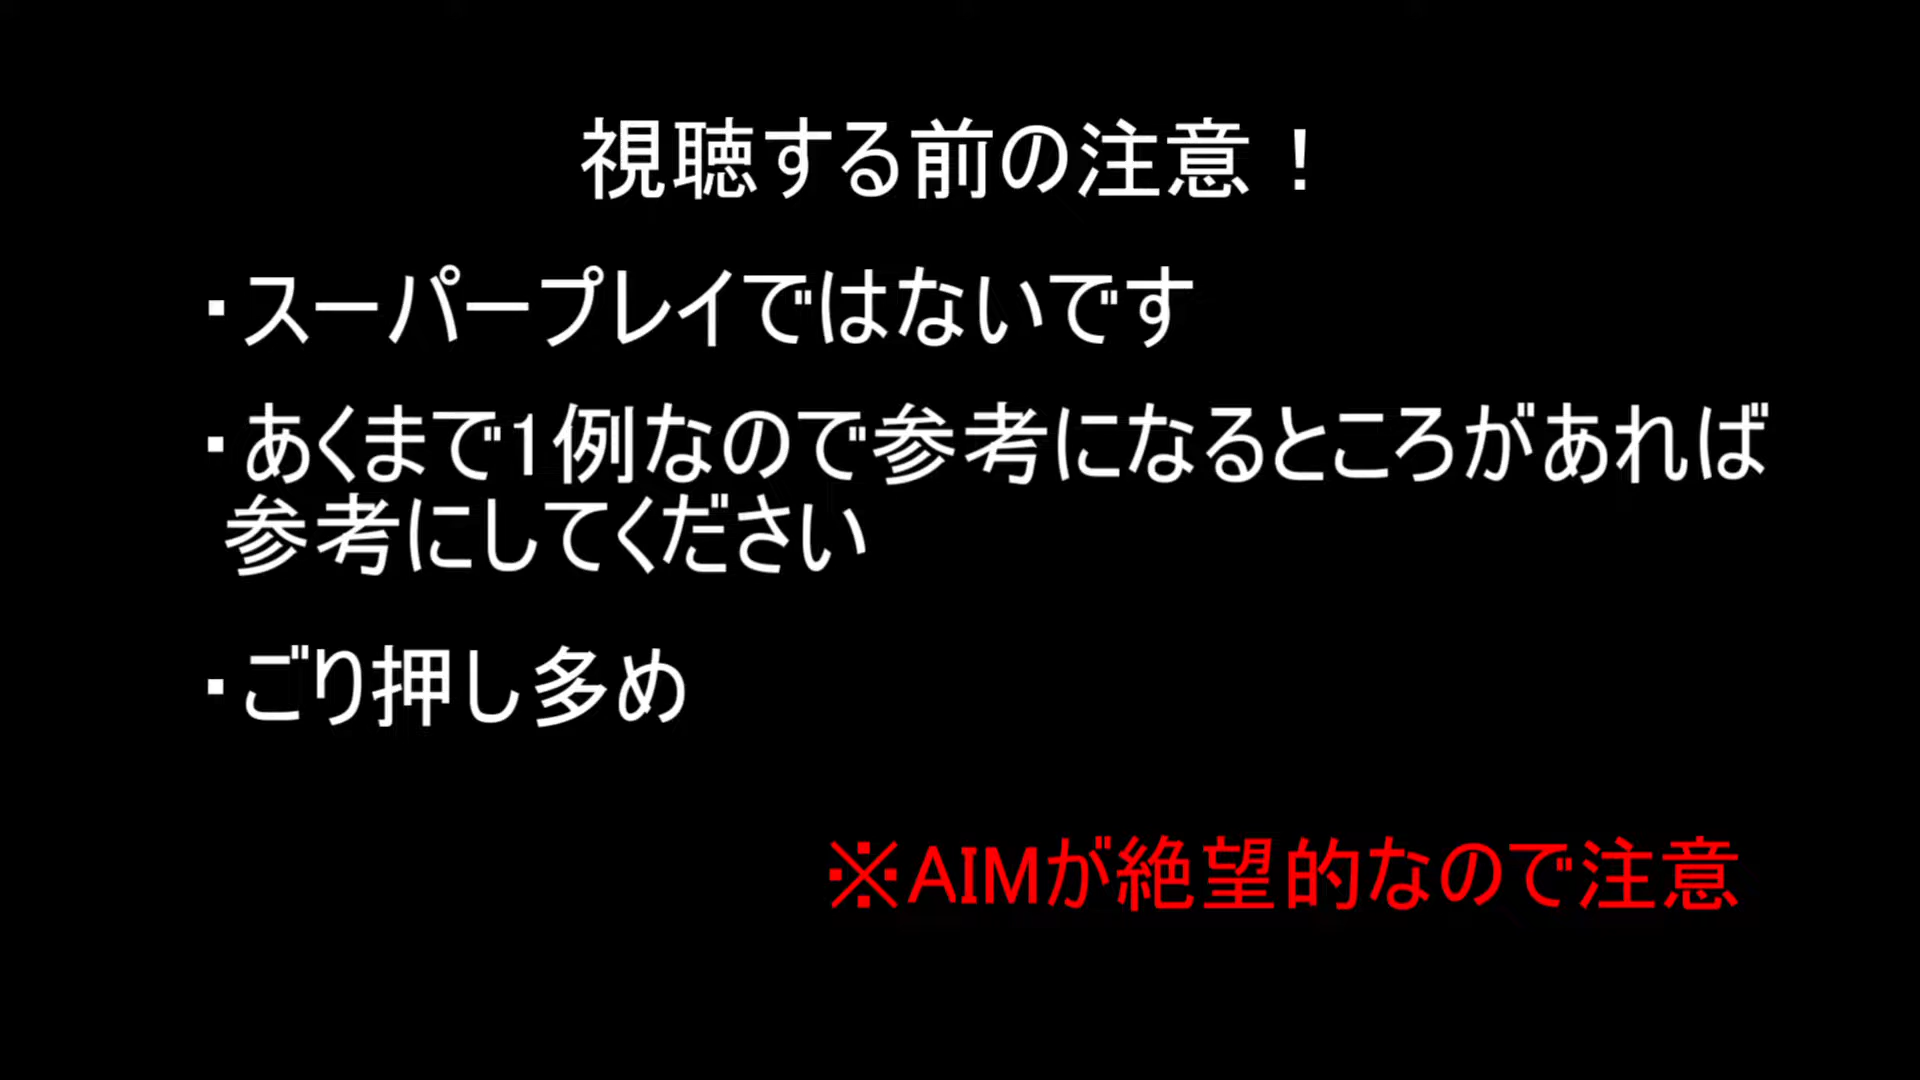 視聴する前の注意！
・スーパープレイではないです
・あくまで1例なので参考になるところがあれば
参考にしてください
・ごり押し多め
※AIMが絶望的なので注意